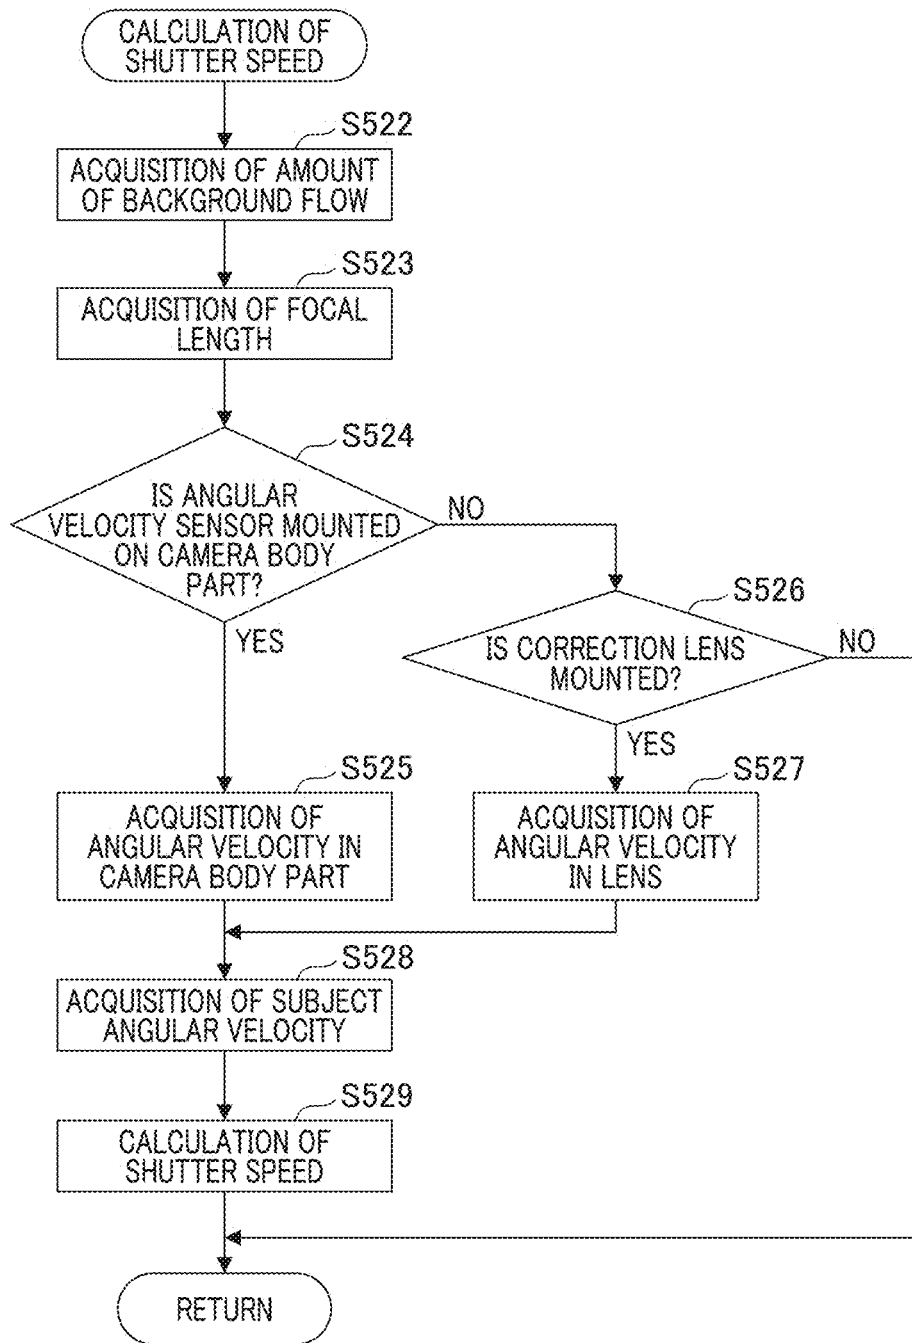 CALCULATION OF
SHUTTER SPEED
S522
ACQUISITION OF AMOUNT
OF BACKGROUND FLOW
S523
ACQUISITION OF FOCAL
LENGTH
S524
IS ANGULAR
VELOCITY SENSOR MOUNTED
ON CAMERA BODY
PART?
NO
YES
S526
IS CORRECTION LENS
MOUNTED?
NO
YES
S525
ACQUISITION OF
ANGULAR VELOCITY IN
CAMERA BODY PART
S527
ACQUISITION OF
ANGULAR VELOCITY
IN LENS
S528
ACQUISITION OF SUBJECT
ANGULAR VELOCITY
S529
CALCULATION OF
SHUTTER SPEED
RETURN